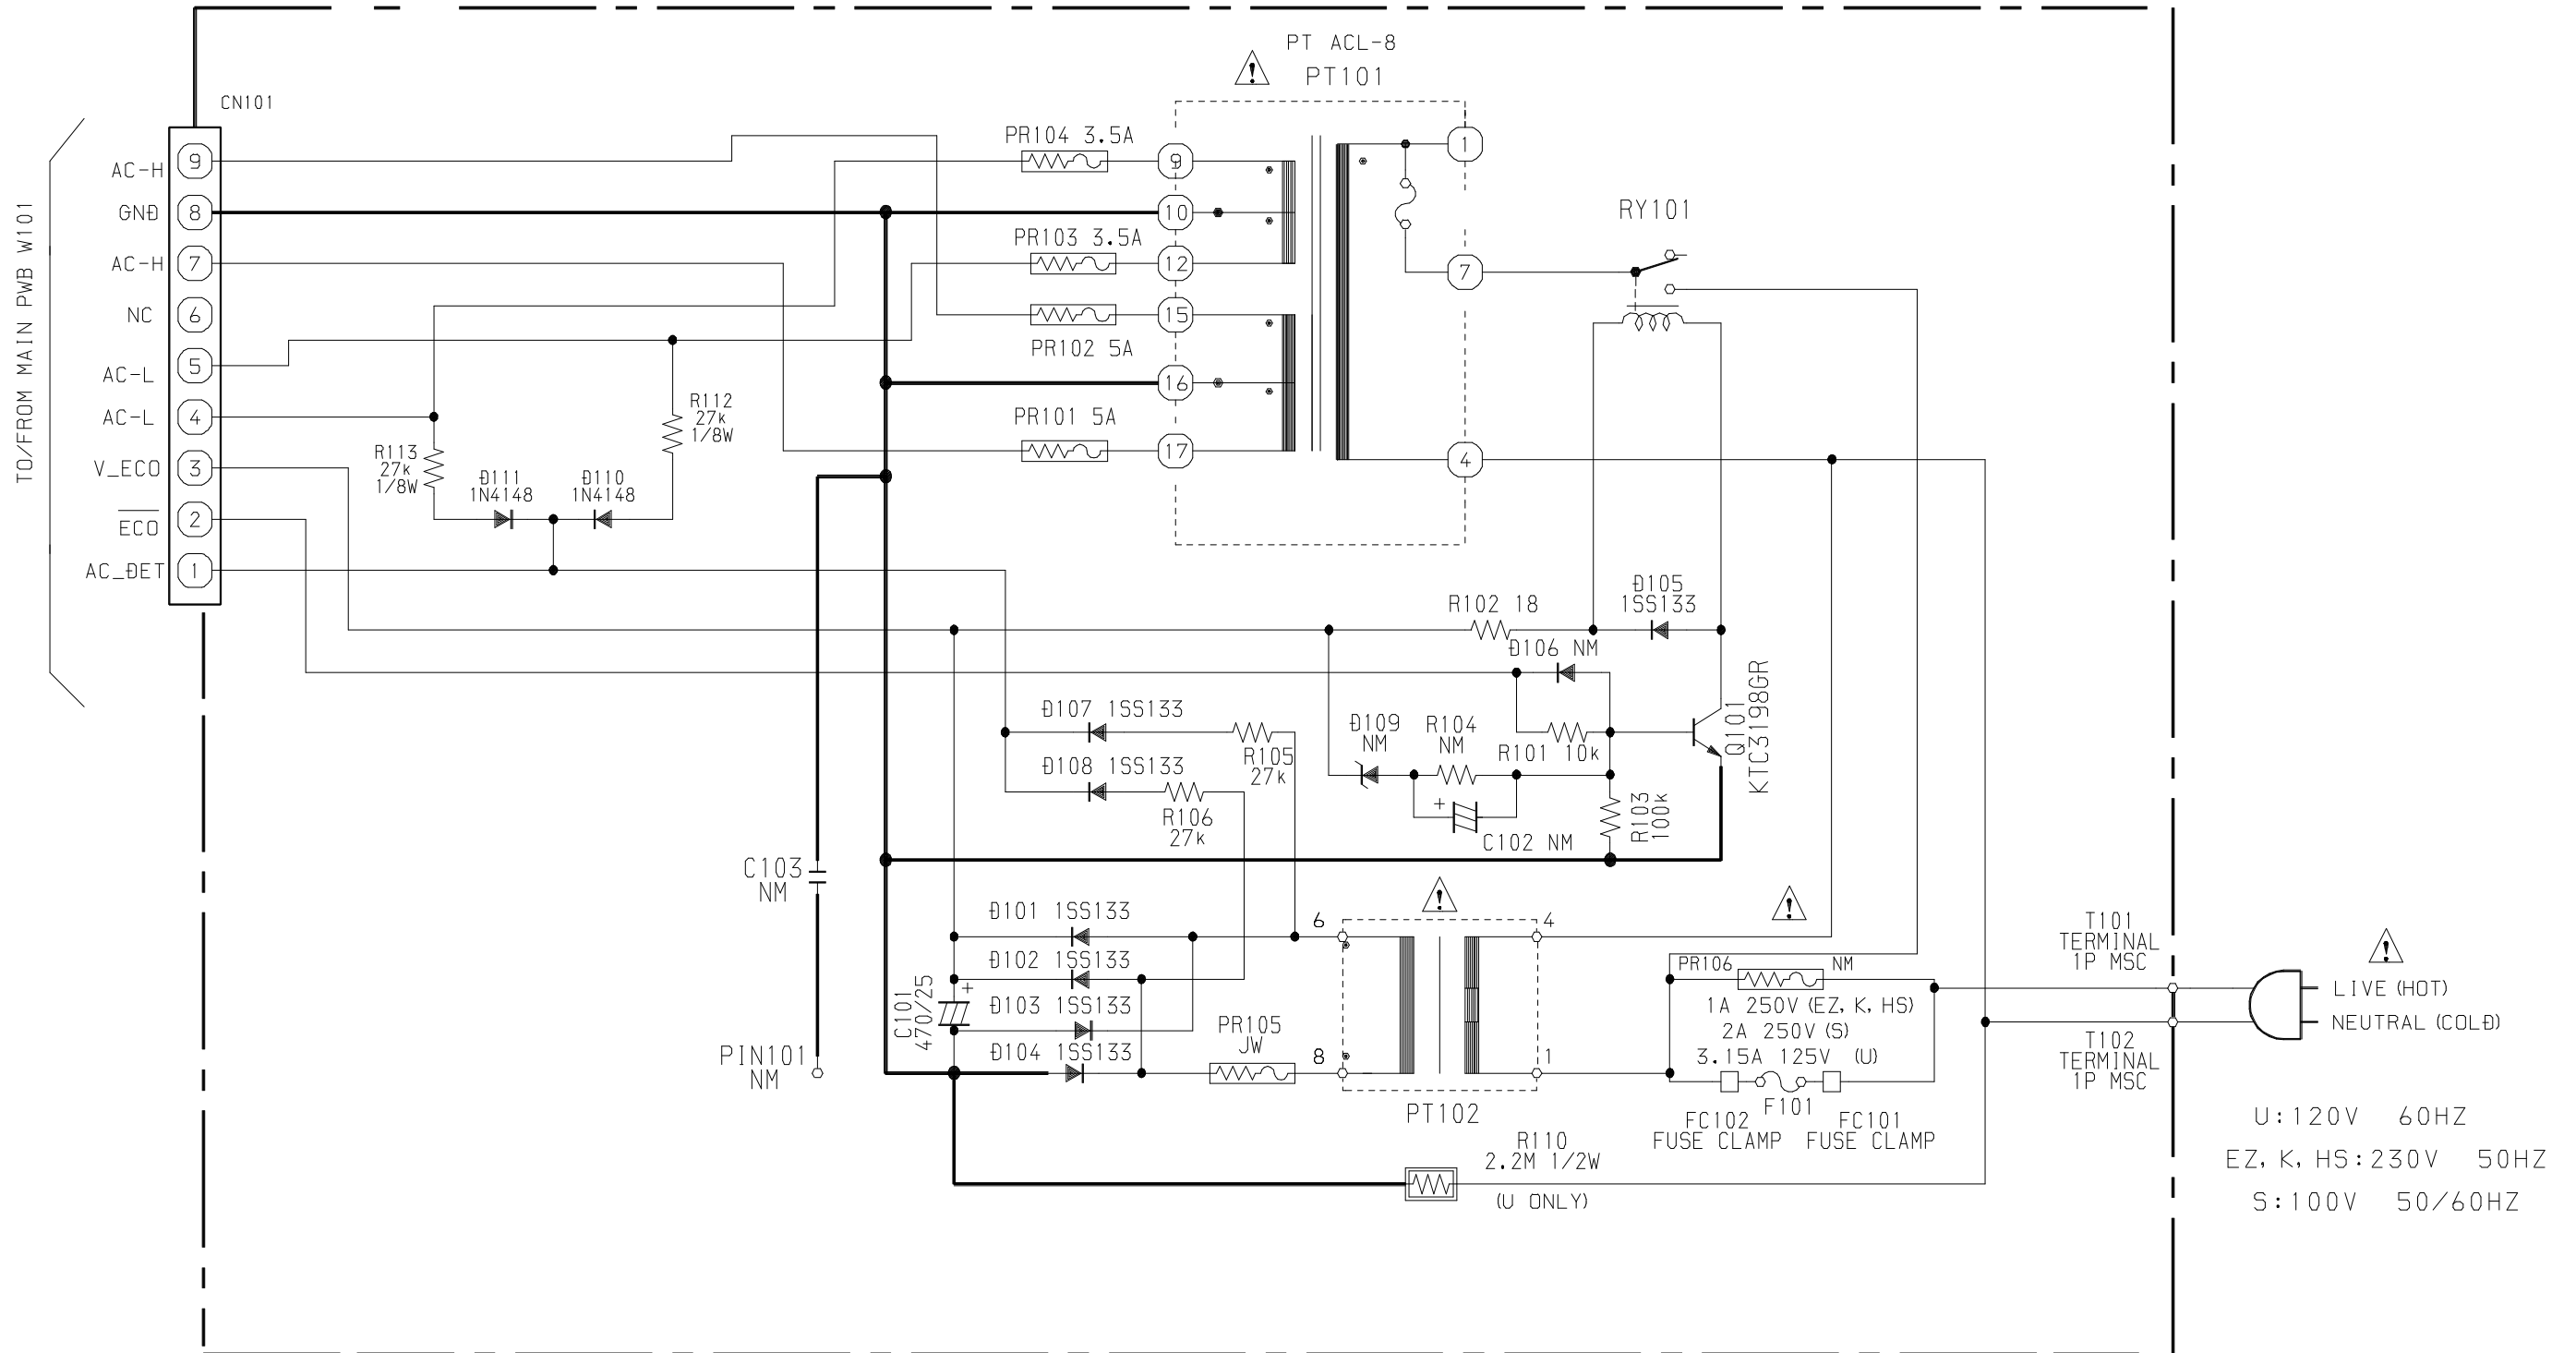 PT ACL-8
PT101
CN101
TO/FROM MAIN PWB W101
AC-H 9
GND 8
AC-H 7
NC 6
AC-L 5
AC-L 4
V_ECO 3
ECO 2
AC_DET 1
PR104 3.5A
PR103 3.5A
PR102 5A
PR101 5A
9
10
12
15
16
17
1
7
4
RY101
R112
27k
1/8W
R113
27k
1/8W
D111
1N4148
D110
1N4148
R102 18
D105
1SS133
D106 NM
D107 1SS133
R105
27k
D108 1SS133
R106
27k
D109
NM
R104
NM
R101 10k
C102 NM
R103
100k
Q101
KTC3198GR
C103
NM
PIN101
NM
D101 1SS133
D102 1SS133
D103 1SS133
D104 1SS133
C101
470/25
+
+
PR105
JW
6
8
4
1
PT102
PR106 NM
1A 250V (EZ, K, HS)
2A 250V (S)
3.15A 125V (U)
F101
FC102
FUSE CLAMP
FC101
FUSE CLAMP
R110
2.2M 1/2W
(U ONLY)
T101
TERMINAL
1P MSC
T102
TERMINAL
1P MSC
LIVE (HOT)
NEUTRAL (COLD)
U:120V 60HZ
EZ, K, HS:230V 50HZ
S:100V 50/60HZ
!
!
!
!